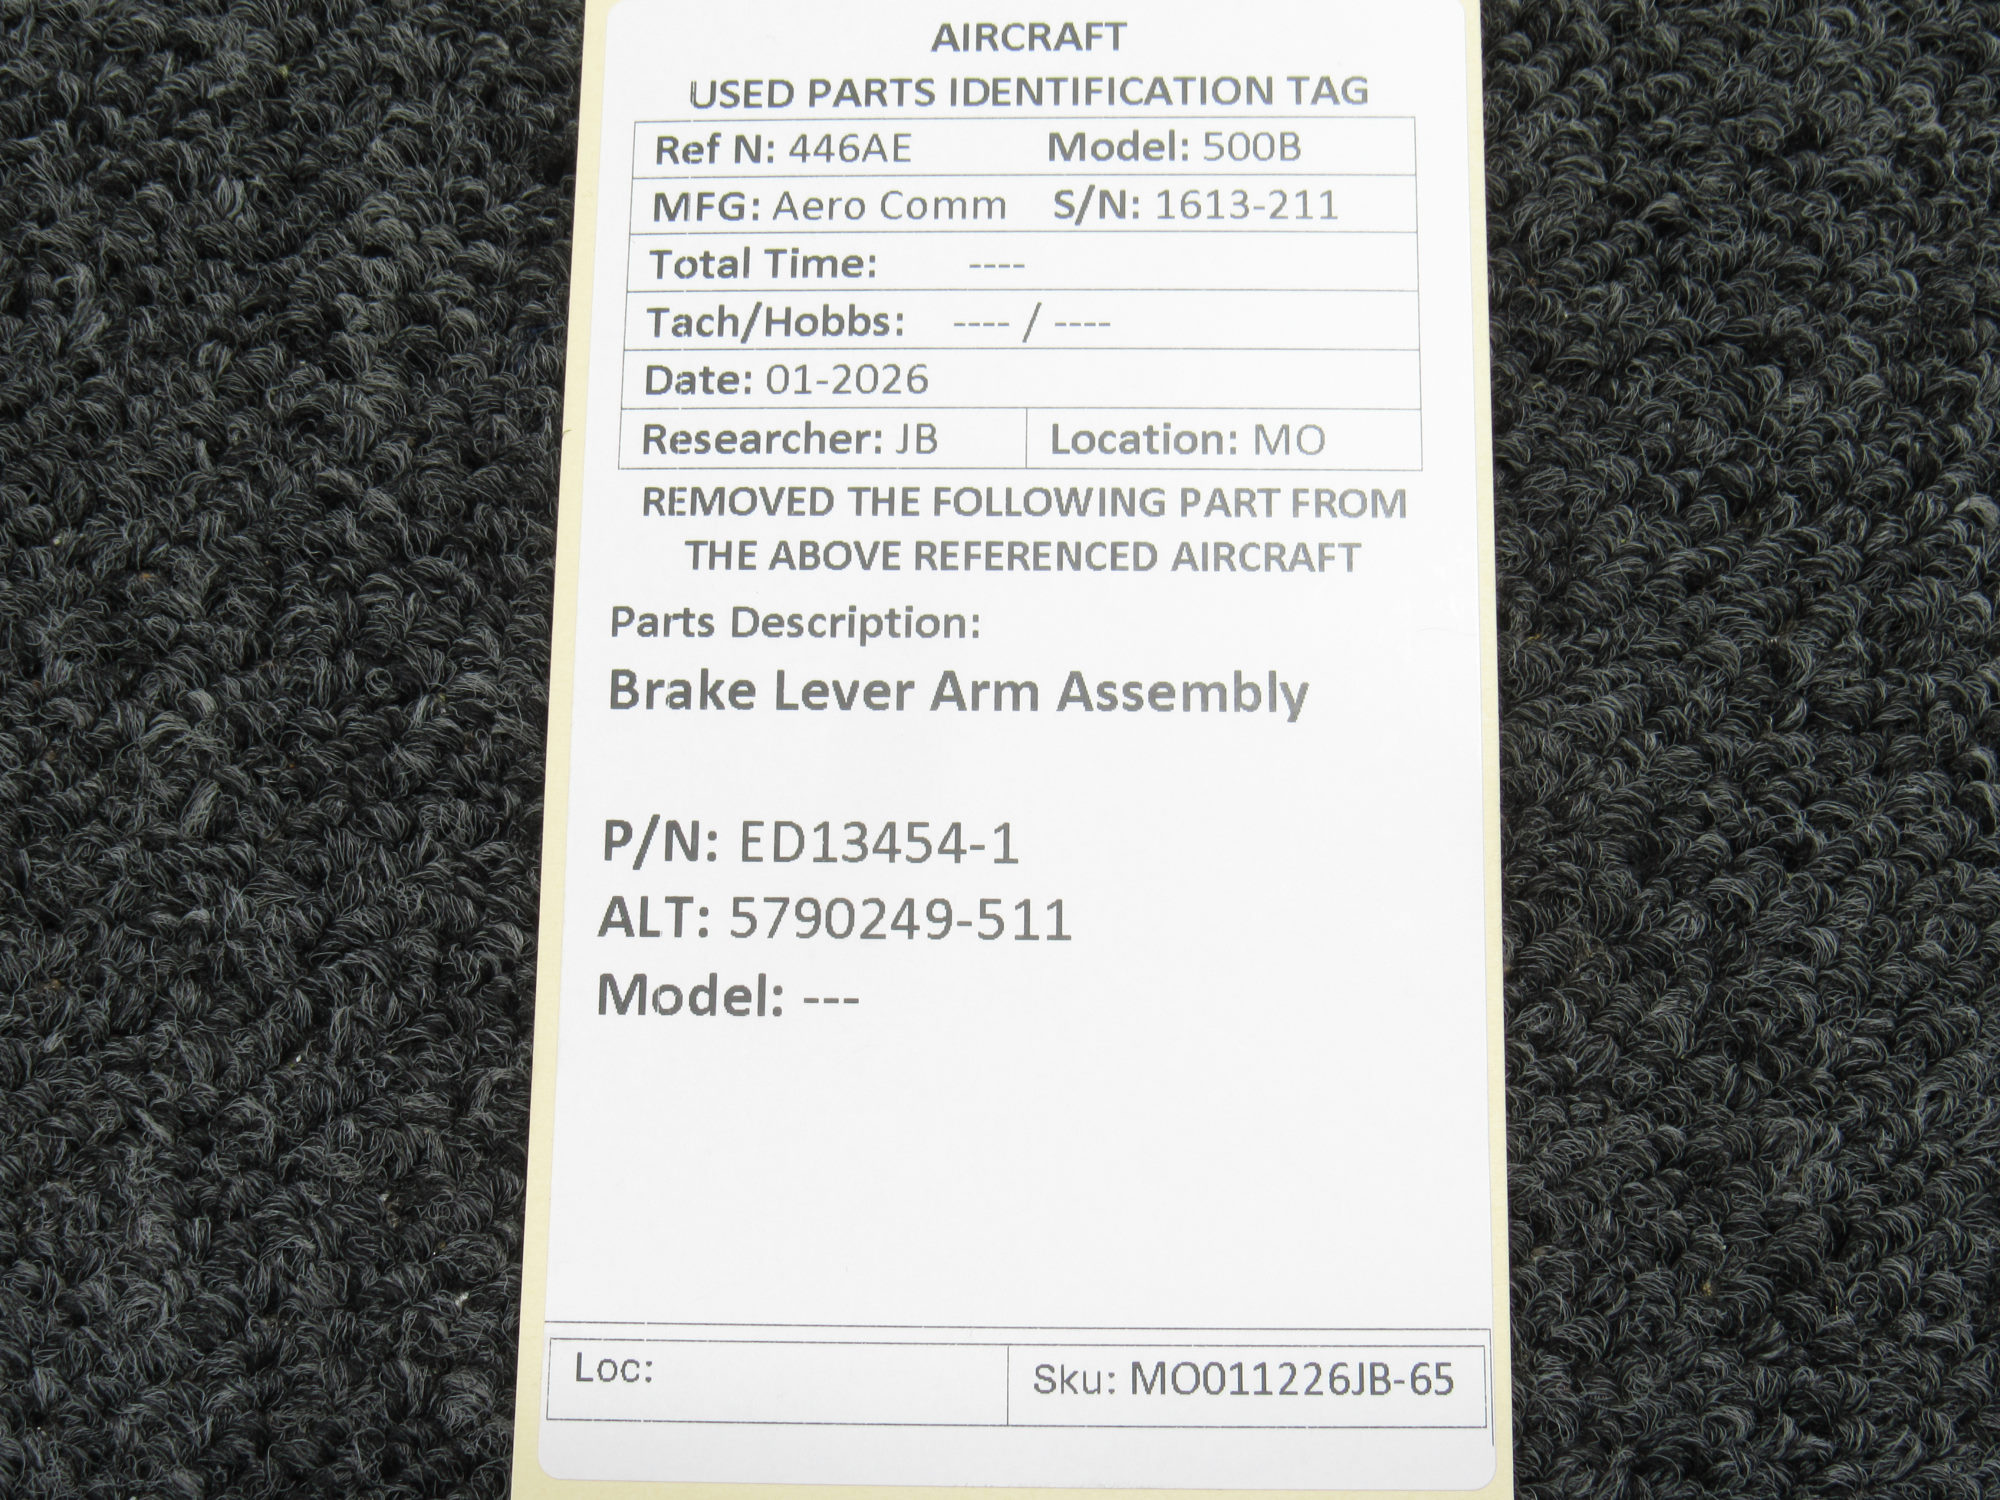 AIRCRAFT
USED PARTS IDENTIFICATION TAG
Ref N: 446AE Model: 500B
MFG: Aero Comm S/N: 1613-211
Total Time: ----
Tach/Hobbs: ---- / ----
Date: 01-2026
Researcher: JB Location: MO
REMOVED THE FOLLOWING PART FROM
THE ABOVE REFERENCED AIRCRAFT
Parts Description:
Brake Lever Arm Assembly
P/N: ED13454-1
ALT: 5790249-511
Model: ---
Loc: Sku: MO011226JB-65